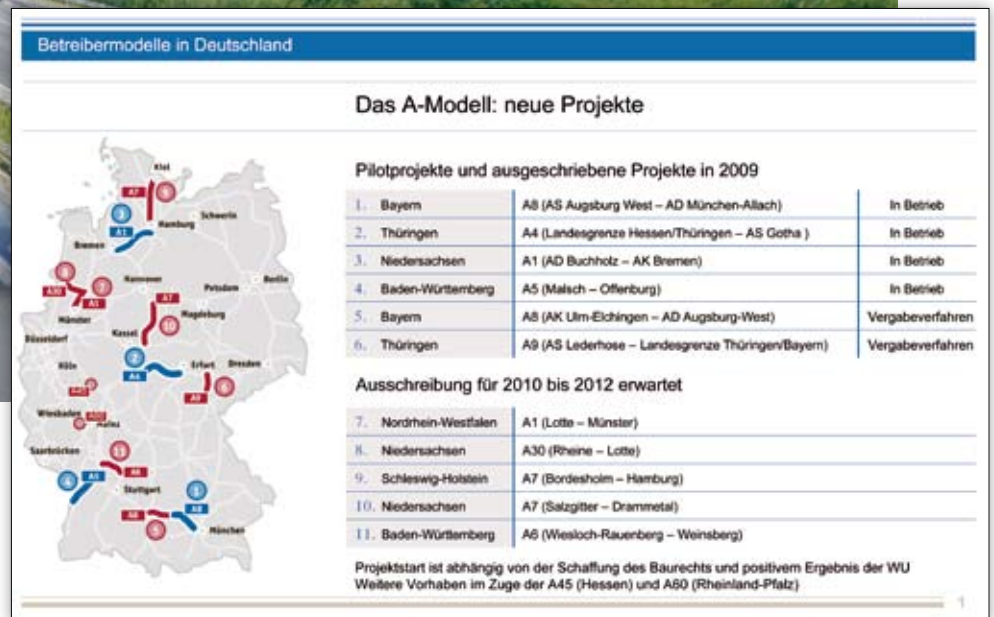 Betreibermodelle in Deutschland
Das A-Modell: neue Projekte
Pilotprojekte und ausgeschriebene Projekte in 2009
1. Bayern A8 (AS Augsburg West – AD München-Allach) In Betrieb
2. Thüringen A4 (Landesgrenze Hessen/Thüringen – AS Gotha ) In Betrieb
3. Niedersachsen A1 (AD Buchholz – AK Bremen) In Betrieb
4. Baden-Württemberg A5 (Malsch – Offenburg) In Betrieb
5. Bayern A8 (AK Ulm-Elchingen – AD Augsburg-West) Vergabeverfahren
6. Thüringen A9 (AS Lederhose – Landesgrenze Thüringen/Bayern) Vergabeverfahren
Ausschreibung für 2010 bis 2012 erwartet
7. Nordrhein-Westfalen A1 (Lotte – Münster)
8. Niedersachsen A30 (Rheine – Lotte)
9. Schleswig-Holstein A7 (Bordesholm – Hamburg)
10. Niedersachsen A7 (Salzgitter – Drammetal)
11. Baden-Württemberg A6 (Wiesloch-Rauenberg – Weinsberg)
Projektstart ist abhängig von der Schaffung des Baurechts und positivem Ergebnis der WU
Weitere Vorhaben im Zuge der A45 (Hessen) und A60 (Rheinland-Pfalz)
1
Kiel
A7 9
3
Schwerin
A1
Hamburg
Bremen
8
Hannover
Berlin
A30 7
Potsdam
A1
A7
Münster
Magdeburg
10
Kassel
Düsseldorf
2
Erfurt
Dresden
Köln
A4
6
A45
A9
Wiesbaden
A60
Mainz
11
Saarbrücken
A5
A6
4
Stuttgart
1
A8
A8
5
München